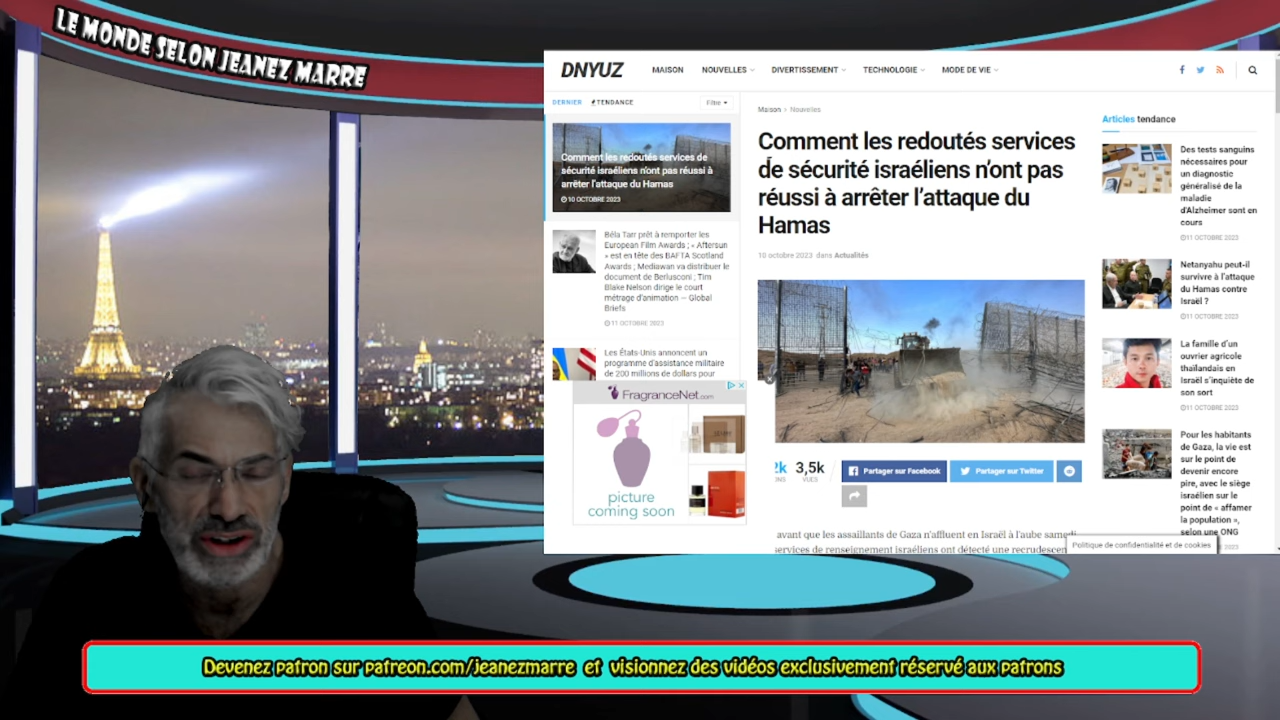 LE MONDE SELON JEANEZ MARRE
DNYUZ
MAISON
NOUVELLES
DIVERTISSEMENT
TECHNOLOGIE
MODE DE VIE
DERNIER
TENDANCE
Filtre
Comment les redoutés services de
sécurité israéliens n'ont pas réussi à
arrêter l'attaque du Hamas
10 OCTOBRE 2023
Béla Tarr prêt à remporter les
European Film Awards ; « Aftersun
» est en tête des BAFTA Scotland
Awards ; Mediawan va distribuer le
document de Berlusconi ; Tim
Blake Nelson dirige le court
métrage d'animation – Global
Briefs
11 OCTOBRE 2023
Les États-Unis annoncent un
programme d'assistance militaire
de 200 millions de dollars pour
FragranceNet.com
picture
coming soon
Maison > Nouvelles
Comment les redoutés services
de sécurité israéliens n'ont pas
réussi à arrêter l'attaque du
Hamas
10 octobre 2023 dans Actualités
2k
3,5k
VUES
Partager sur Facebook
Partager sur Twitter
avant que les assaillants de Gaza n'affluent en Israël à l'aube samedi
services de renseignement israéliens ont détecté une recrudescen
Articles tendance
Des tests sanguins
nécessaires pour
un diagnostic
généralisé de la
maladie
d'Alzheimer sont en
cours
11 OCTOBRE 2023
Netanyahu peut-il
survivre à l'attaque
du Hamas contre
Israël ?
11 OCTOBRE 2023
La famille d'un
ouvrier agricole
thaïlandais en
Israël s'inquiète de
son sort
11 OCTOBRE 2023
Pour les habitants
de Gaza, la vie est
sur le point de
devenir encore
pire, avec le siège
israélien sur le
point de « affamer
la population »,
selon une ONG
2023
Politique de confidentialité et de cookies
Devenez patron sur patreon.com/jeanezmarre et visionnez des vidéos exclusivement réservé aux patrons